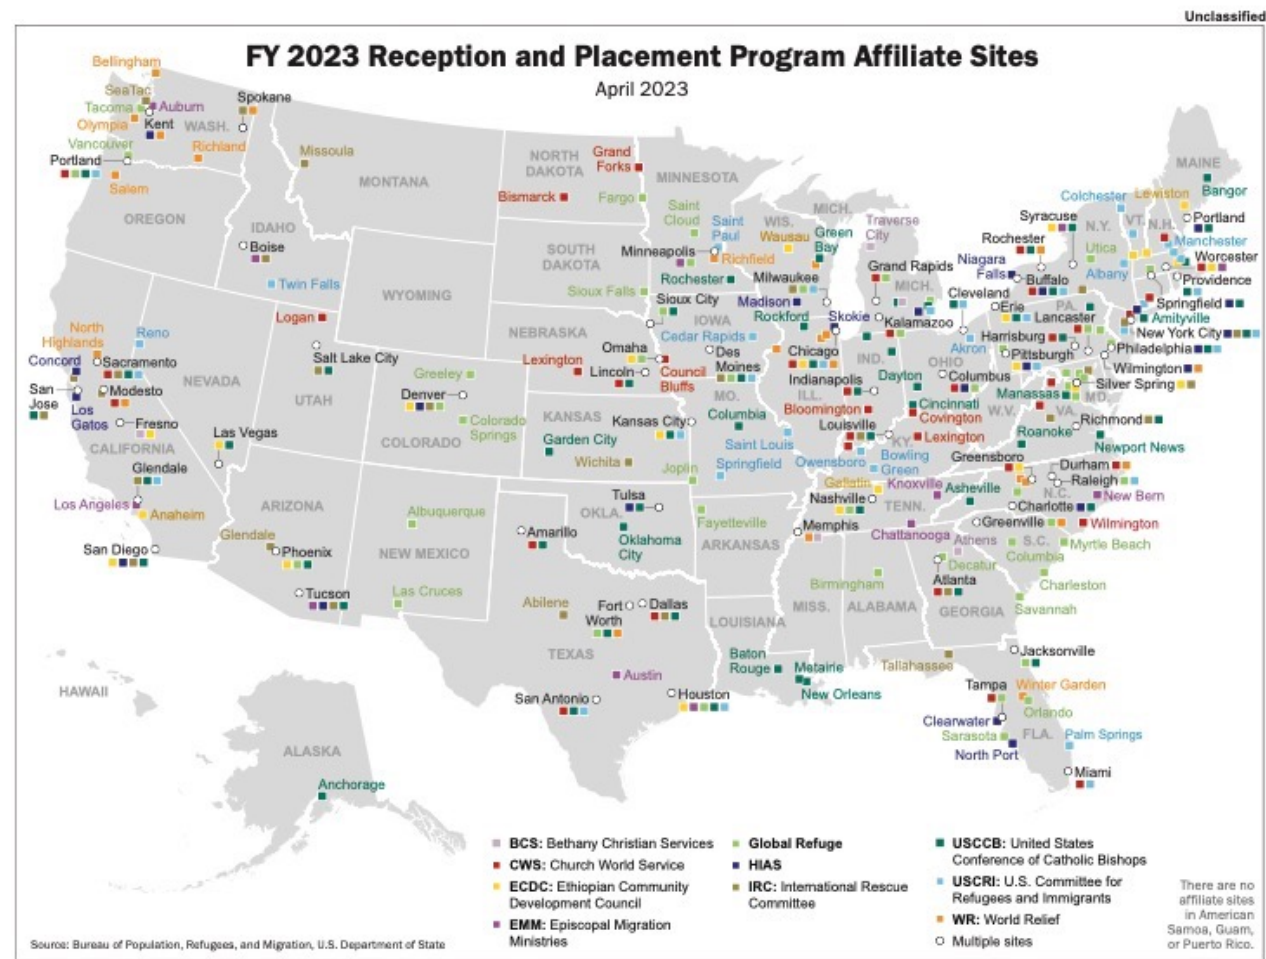 Unclassified
FY 2023 Reception and Placement Program Affiliate Sites
April 2023
Bellingham
SeaTac
Tacoma
Auburn
Olympia
Kent
WASH.
Spokane
Vancouver
Richland
Portland
Salem
OREGON
Missoula
MONTANA
IDAHO
Boise
Twin Falls
WYOMING
NORTH
DAKOTA
Grand
Forks
Bismarck
Fargo
MINNESOTA
Saint
Cloud
Saint
Paul
Minneapolis
Richfield
Rochester
SOUTH
DAKOTA
Sioux Falls
Sioux City
WIS.
Wausau
Green
Bay
Milwaukee
Madison
MICH.
Traverse
City
Grand Rapids
MICH.
Kalamazoo
Rockford
Skokie
Cleveland
Niagara
Falls
Rochester
Syracuse
Buffalo
Erie
N.Y.
Utica
Albany
Colchester
VT.
N.H.
Lewiston
MAINE
Bangor
Portland
Manchester
Worcester
Providence
Springfield
Amityville
New York City
Philadelphia
Wilmington
Silver Spring
MD.
PA.
Lancaster
Harrisburg
Pittsburgh
Akron
OHIO
Columbus
IND.
Dayton
Cincinnati
Covington
Lexington
Indianapolis
Bloomington
Louisville
KY.
Bowling
Green
Owensboro
ILL.
Chicago
IOWA
Cedar Rapids
Des
Moines
Council
Bluffs
NEBRASKA
Omaha
Lincoln
Lexington
North
Highlands
Reno
Concord
Sacramento
San
Jose
Modesto
Los
Gatos
Fresno
CALIFORNIA
Glendale
Los Angeles
Anaheim
San Diego
NEVADA
Las Vegas
Logan
Salt Lake City
UTAH
Greeley
Denver
Colorado
Springs
COLORADO
KANSAS
Garden City
Wichita
Kansas City
MO.
Columbia
Saint Louis
Springfield
Joplin
ARIZONA
Glendale
Phoenix
Tucson
NEW MEXICO
Albuquerque
Las Cruces
OKLA.
Tulsa
Oklahoma
City
Amarillo
Fayetteville
ARKANSAS
Abilene
Fort
Worth
Dallas
TEXAS
Austin
San Antonio
Houston
LOUISIANA
Baton
Rouge
Metairie
New Orleans
MISS.
ALABAMA
Birmingham
Memphis
Nashville
Gallatin
Knoxville
TENN.
Chattanooga
Athens
Decatur
Atlanta
GEORGIA
Savannah
Charleston
Columbia
S.C.
Myrtle Beach
Greenville
Charlotte
Wilmington
New Bern
N.C.
Raleigh
Durham
Greensboro
Asheville
Roanoke
VA.
W.V.
Manassas
Richmond
Newport News
Tallahassee
Jacksonville
Tampa
Winter Garden
Orlando
Clearwater
Sarasota
North Port
FLA.
Palm Springs
Miami
HAWAII
ALASKA
Anchorage
BCS: Bethany Christian Services
CWS: Church World Service
ECDC: Ethiopian Community
Development Council
EMM: Episcopal Migration
Ministries
Global Refuge
HIAS
IRC: International Rescue
Committee
USCCB: United States
Conference of Catholic Bishops
USCRI: U.S. Committee for
Refugees and Immigrants
WR: World Relief
Multiple sites
There are no
affiliate sites
in American
Samoa, Guam,
or Puerto Rico.
Source: Bureau of Population, Refugees, and Migration, U.S. Department of State